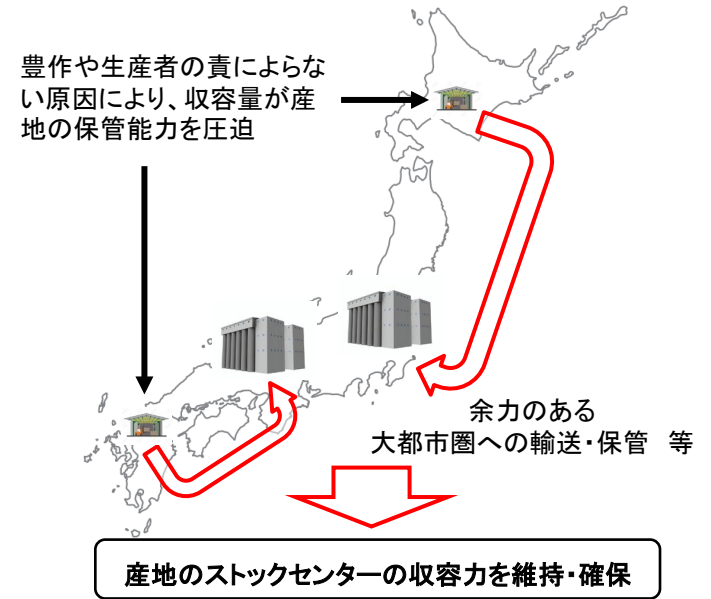 豊作や生産者の責によらな
い原因により、収容量が産
地の保管能力を圧迫
余力のある
大都市圏への輸送・保管　等
産地のストックセンターの収容力を維持・確保